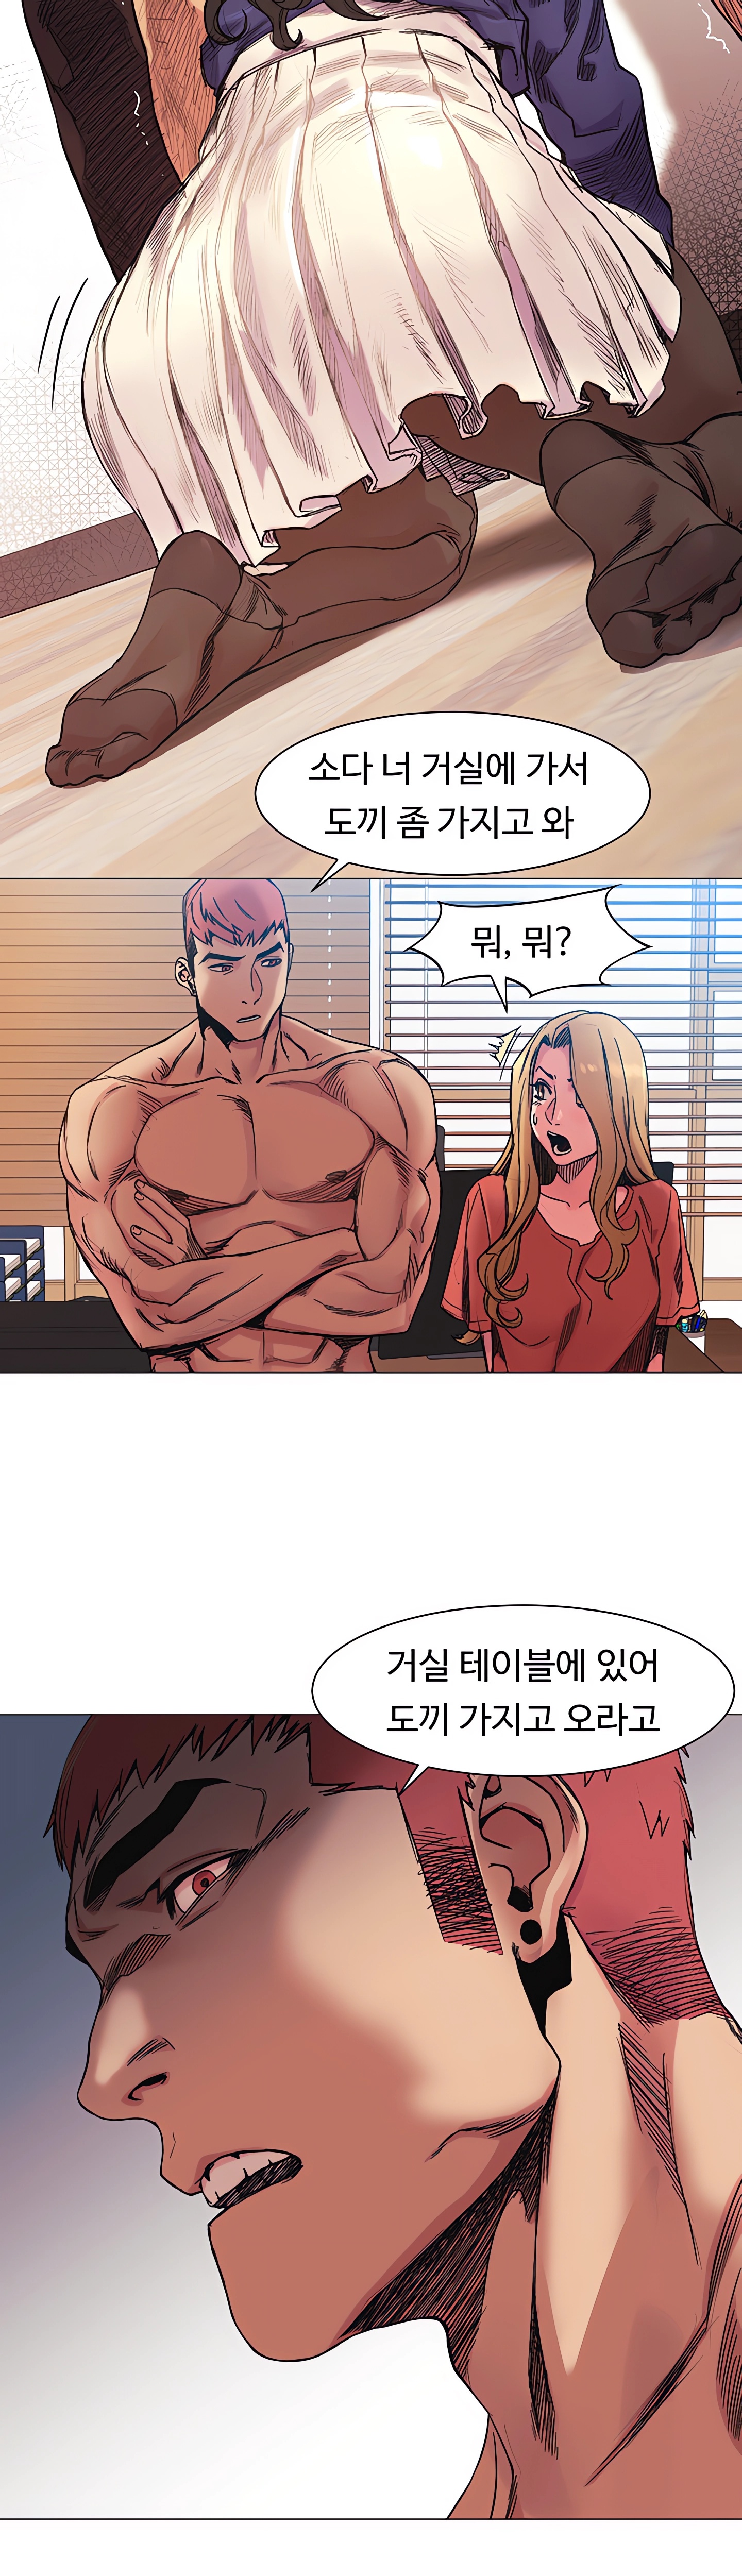 소다 너 거실에 가서
도끼 좀 가지고 와
뭐, 뭐?
거실 테이블에 있어
도끼 가지고 오라고